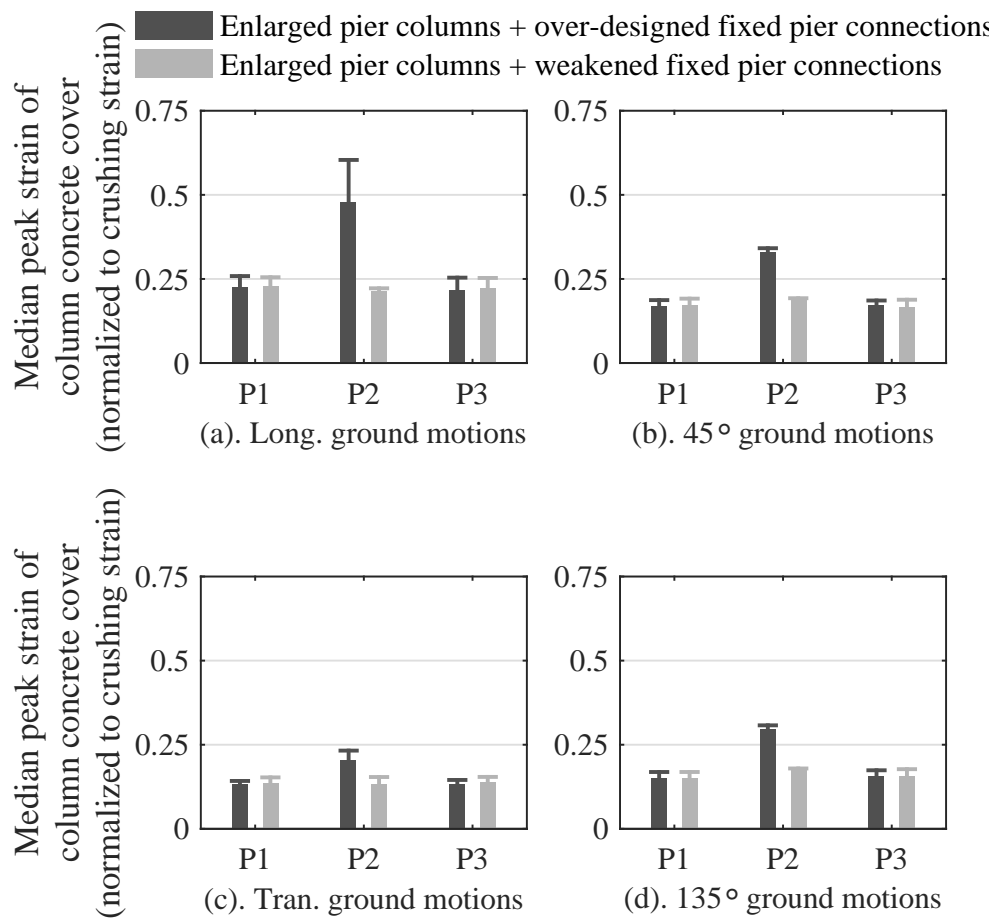 Enlarged pier columns + over-designed fixed pier connections
Enlarged pier columns + weakened fixed pier connections
Median peak strain of
column concrete cover
(normalized to crushing strain)
0.75
0.5
0.25
0
P1 P2 P3
(a). Long. ground motions
0.75
0.5
0.25
0
P1 P2 P3
(b). 45° ground motions
Median peak strain of
column concrete cover
(normalized to crushing strain)
0.75
0.5
0.25
0
P1 P2 P3
(c). Tran. ground motions
0.75
0.5
0.25
0
P1 P2 P3
(d). 135° ground motions